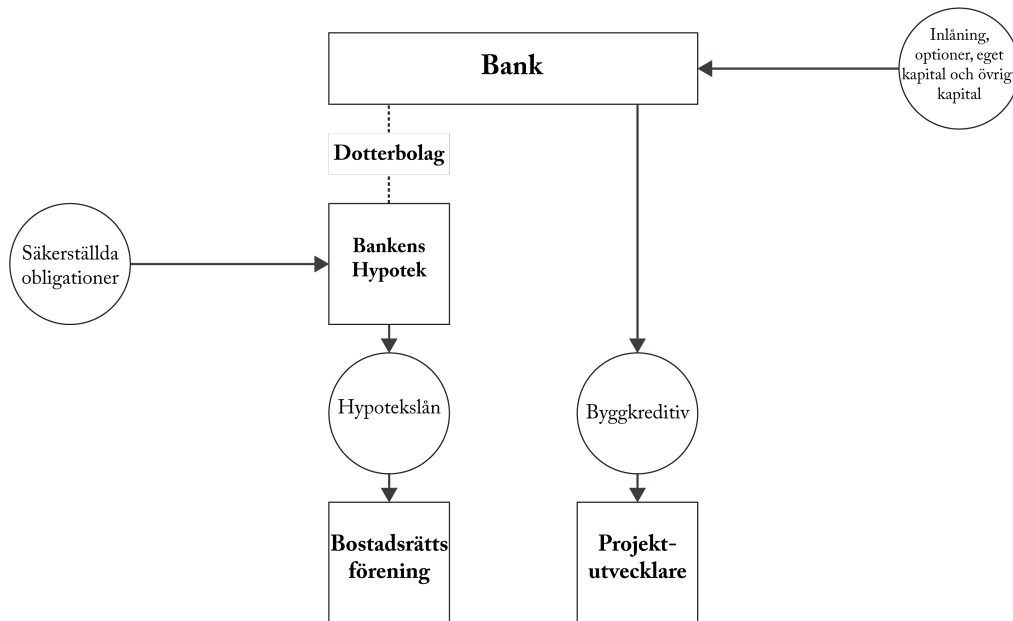 Bank
Inlåning,
optioner, eget
kapital och övrigt
kapital
Dotterbolag
Säkerställda
obligationer
Bankens
Hypotek
Hypotekslån
Byggkreditiv
Bostadsrätts
förening
Projekt-
utvecklare